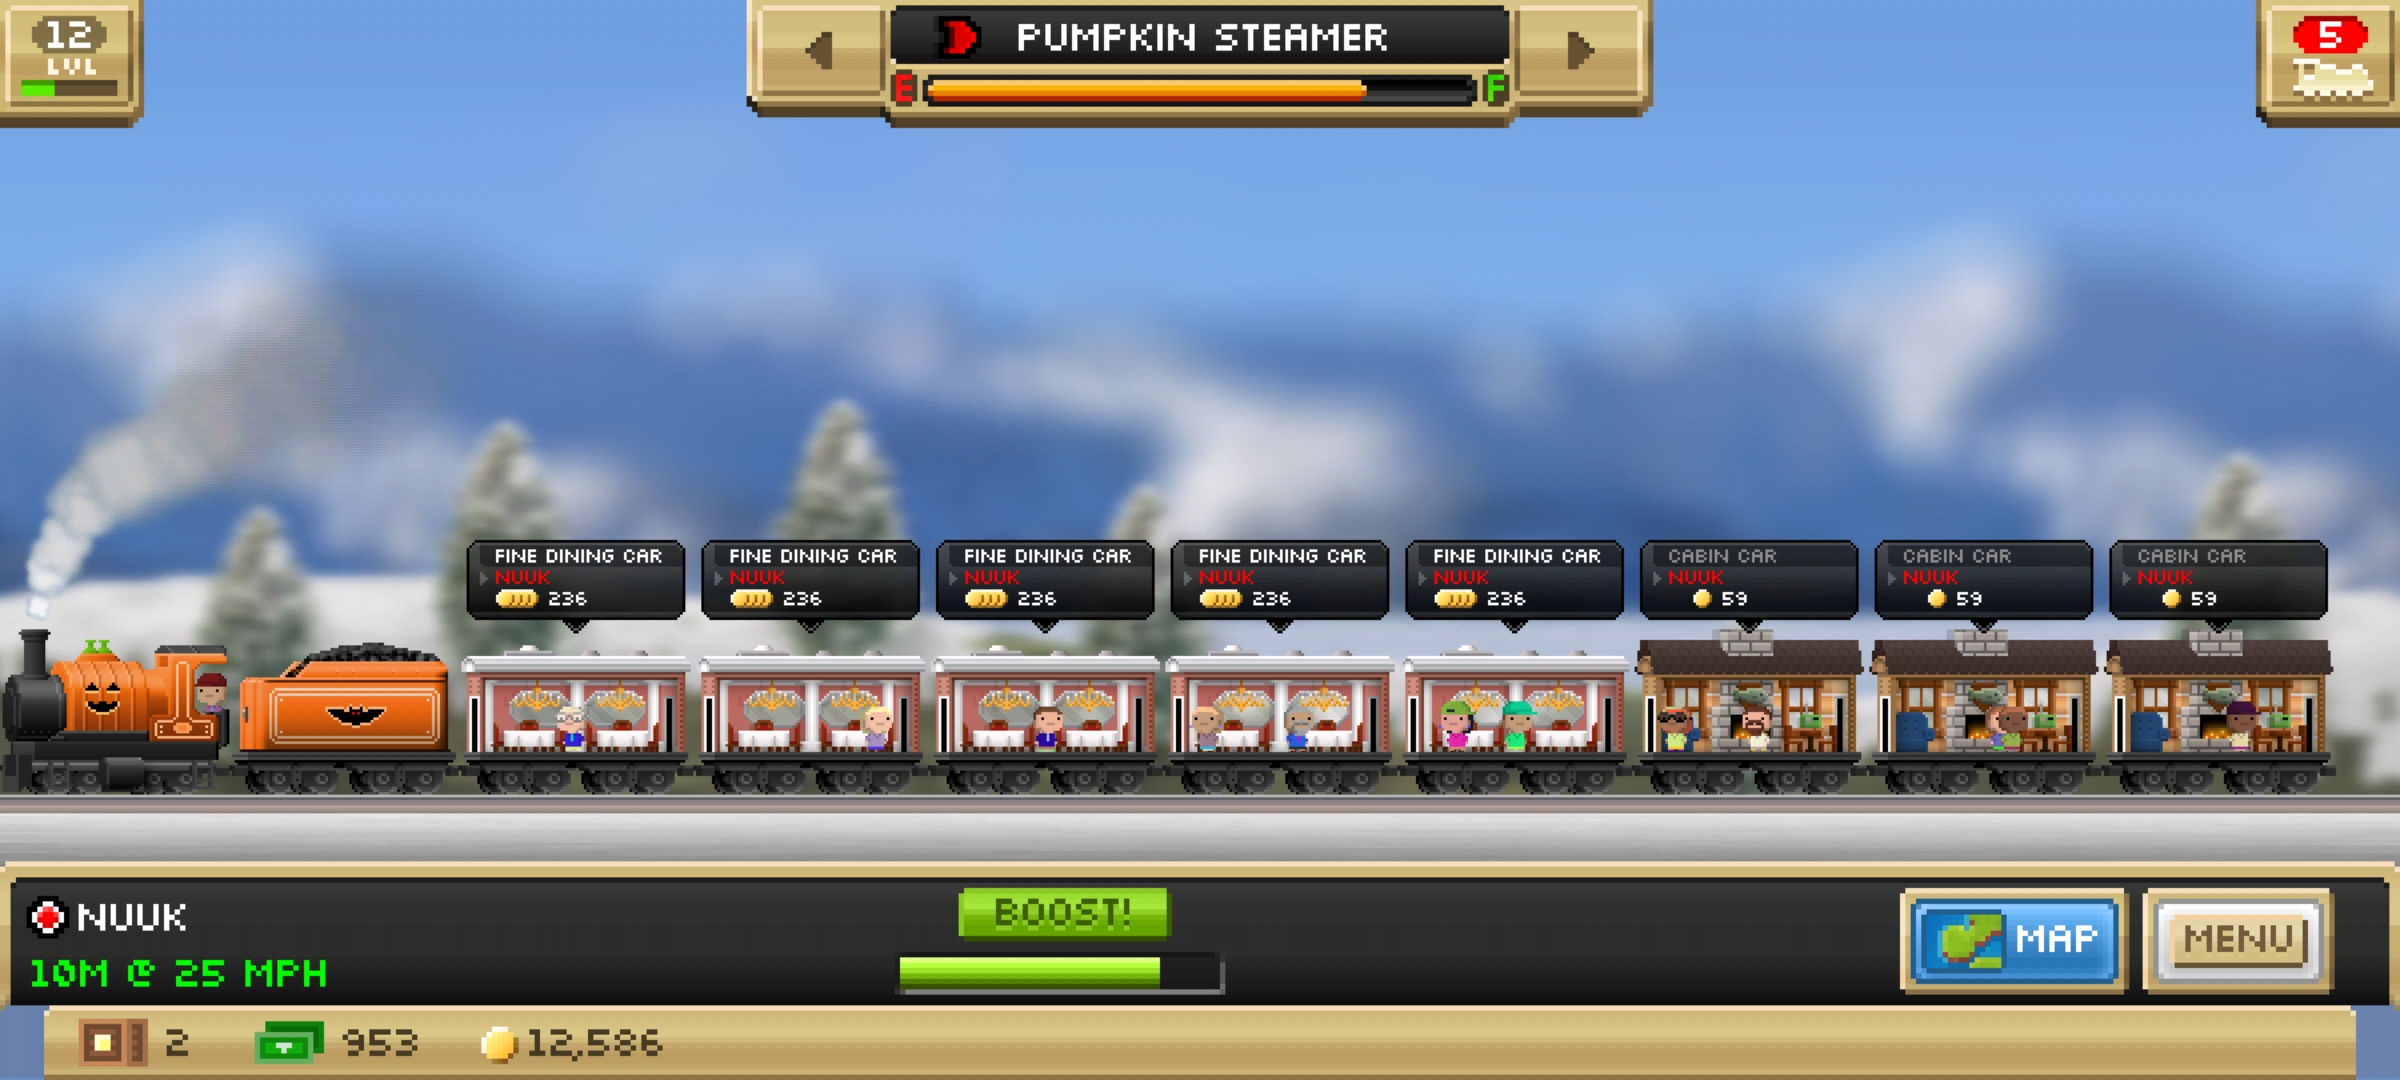 12
LVL
PUMPKIN STEAMER
E F
5
FINE DINING CAR
NUUK
236
FINE DINING CAR
NUUK
236
FINE DINING CAR
NUUK
236
FINE DINING CAR
NUUK
236
FINE DINING CAR
NUUK
236
CABIN CAR
NUUK
59
CABIN CAR
NUUK
59
CABIN CAR
NUUK
59
NUUK
10M @ 25 MPH
BOOST!
MAP
MENU
2
953
12,586